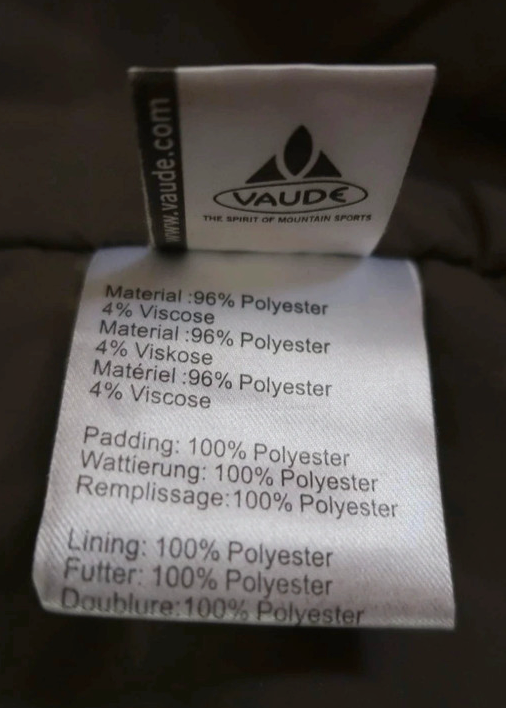 www.vaude.com
VAUDE
THE SPIRIT OF MOUNTAIN SPORTS
Material :96% Polyester
4% Viscose
Material :96% Polyester
4% Viskose
Matériel :96% Polyester
4% Viscose
Padding: 100% Polyester
Wattierung: 100% Polyester
Remplissage:100% Polyester
Lining: 100% Polyester
Futter: 100% Polyester
Doublure:100% Polyester